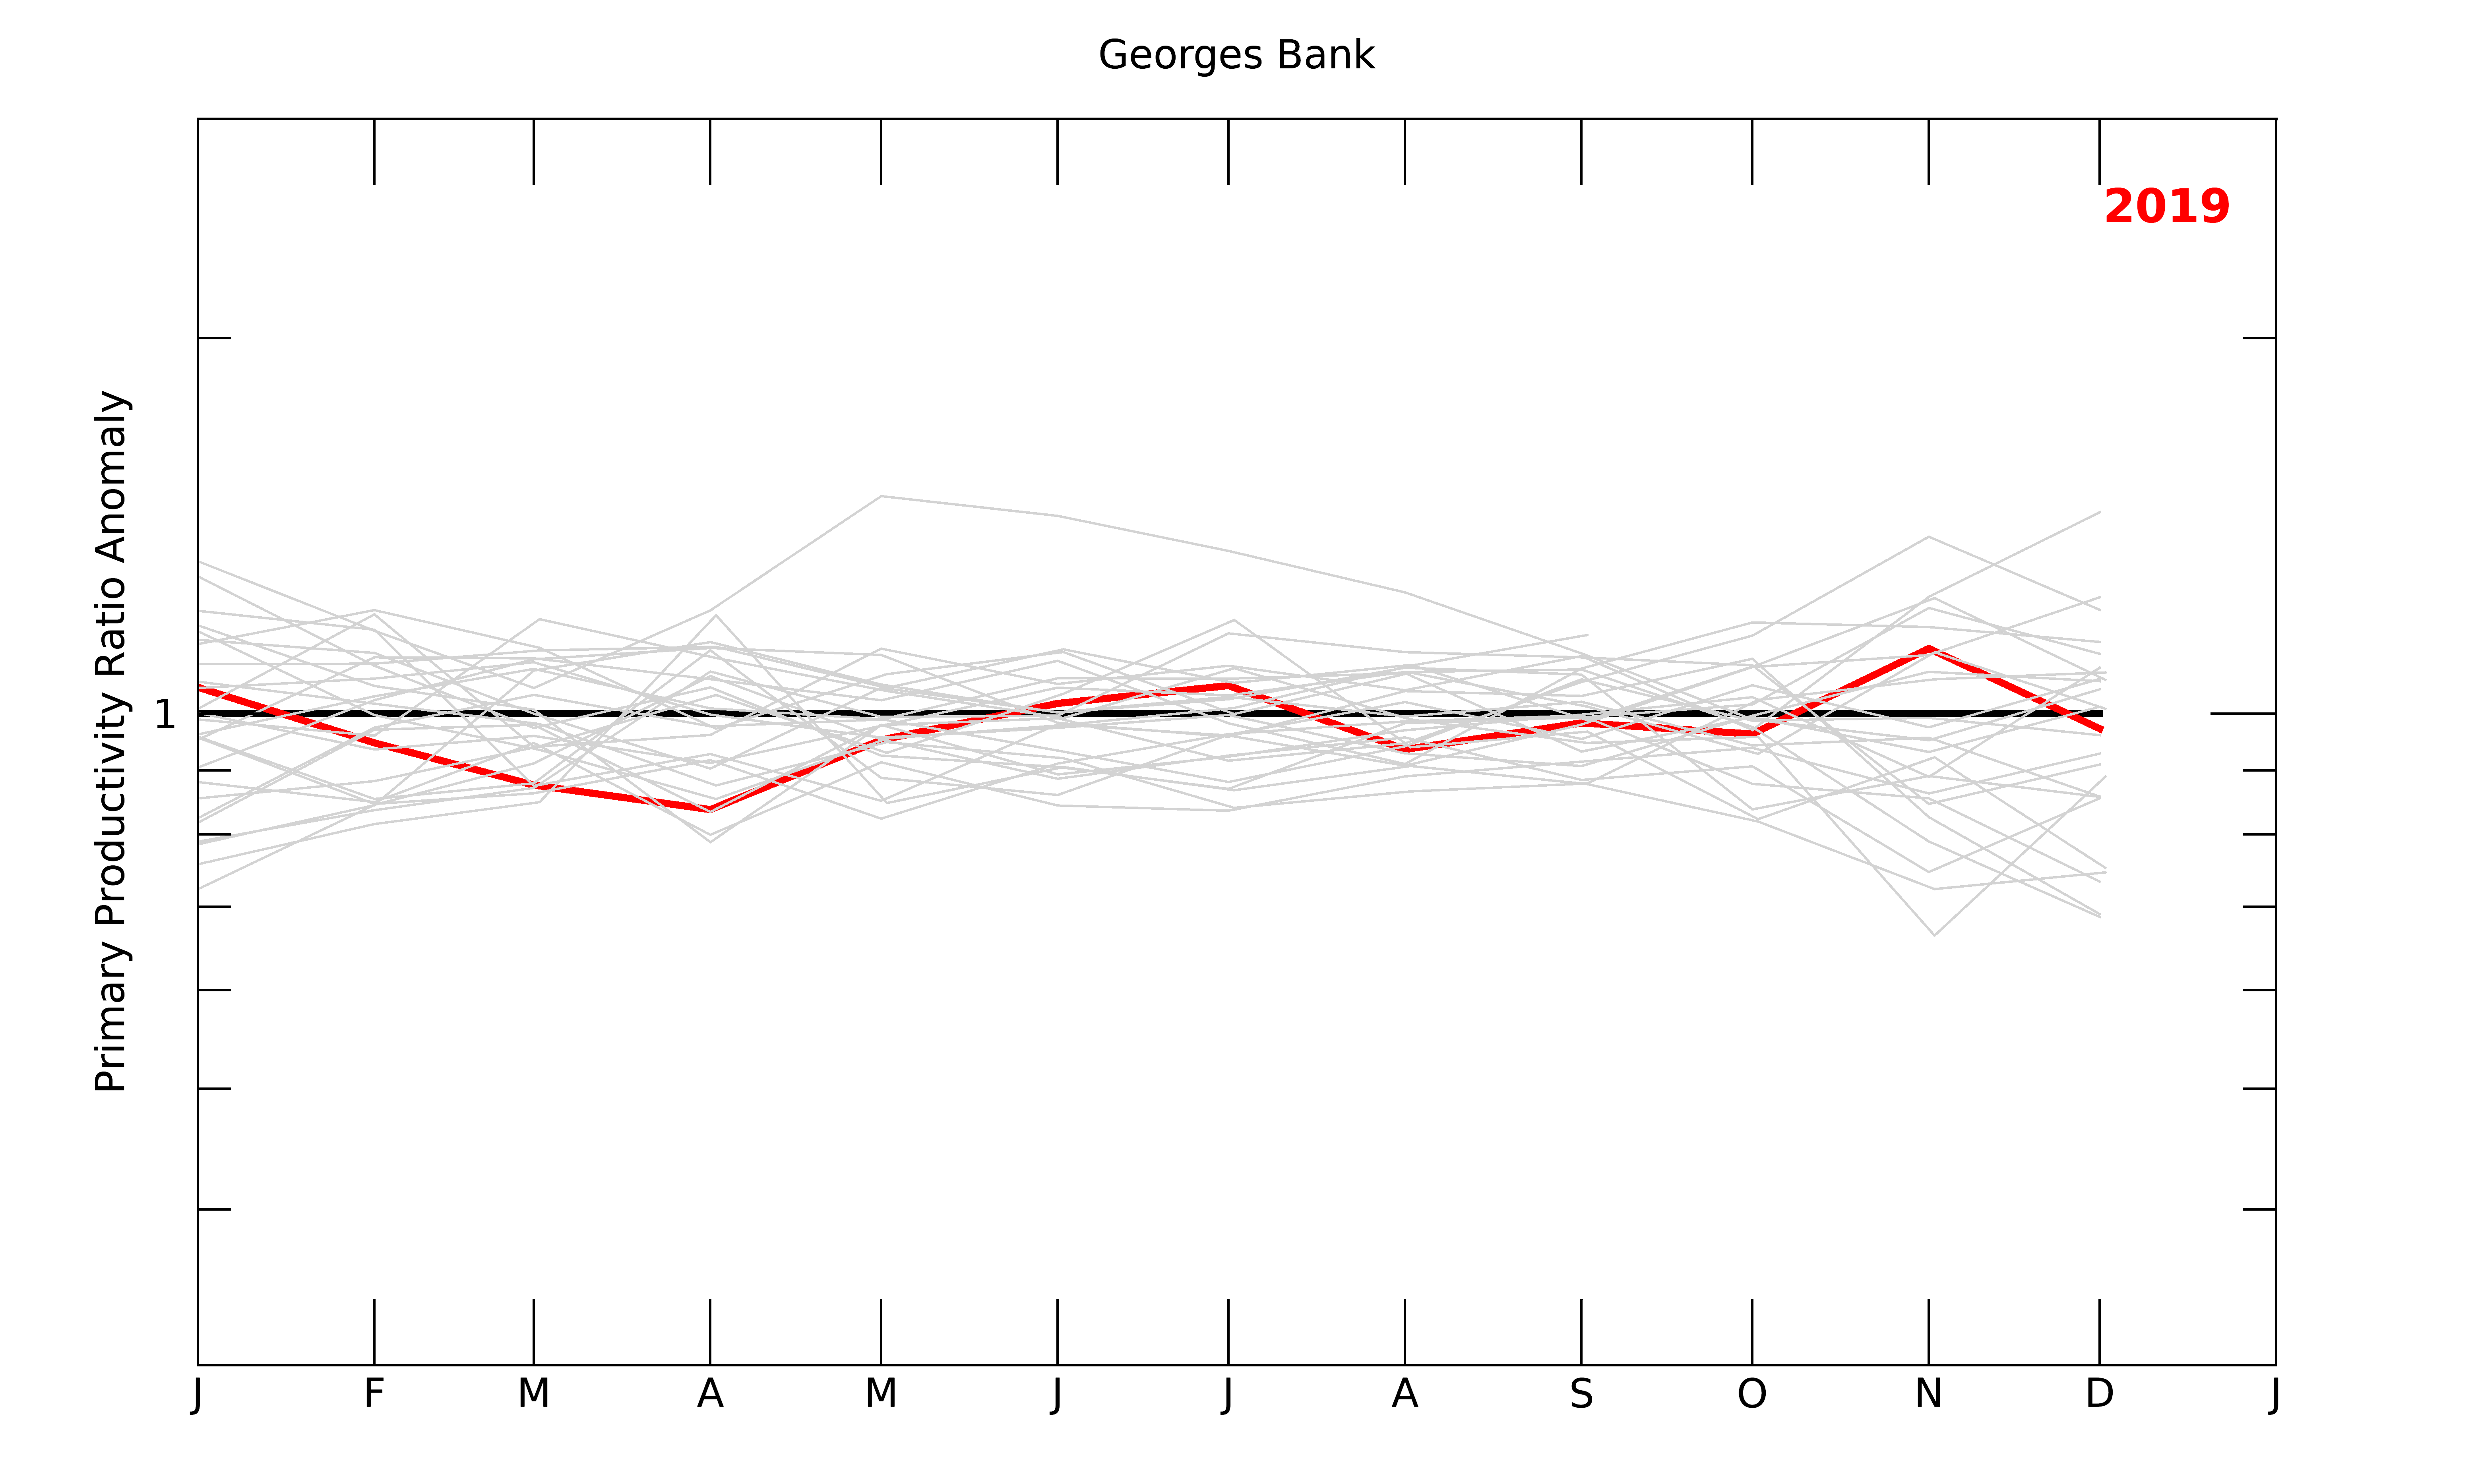 Georges Bank
2019
Primary Productivity Ratio Anomaly
1
J F M A M J J A S O N D J